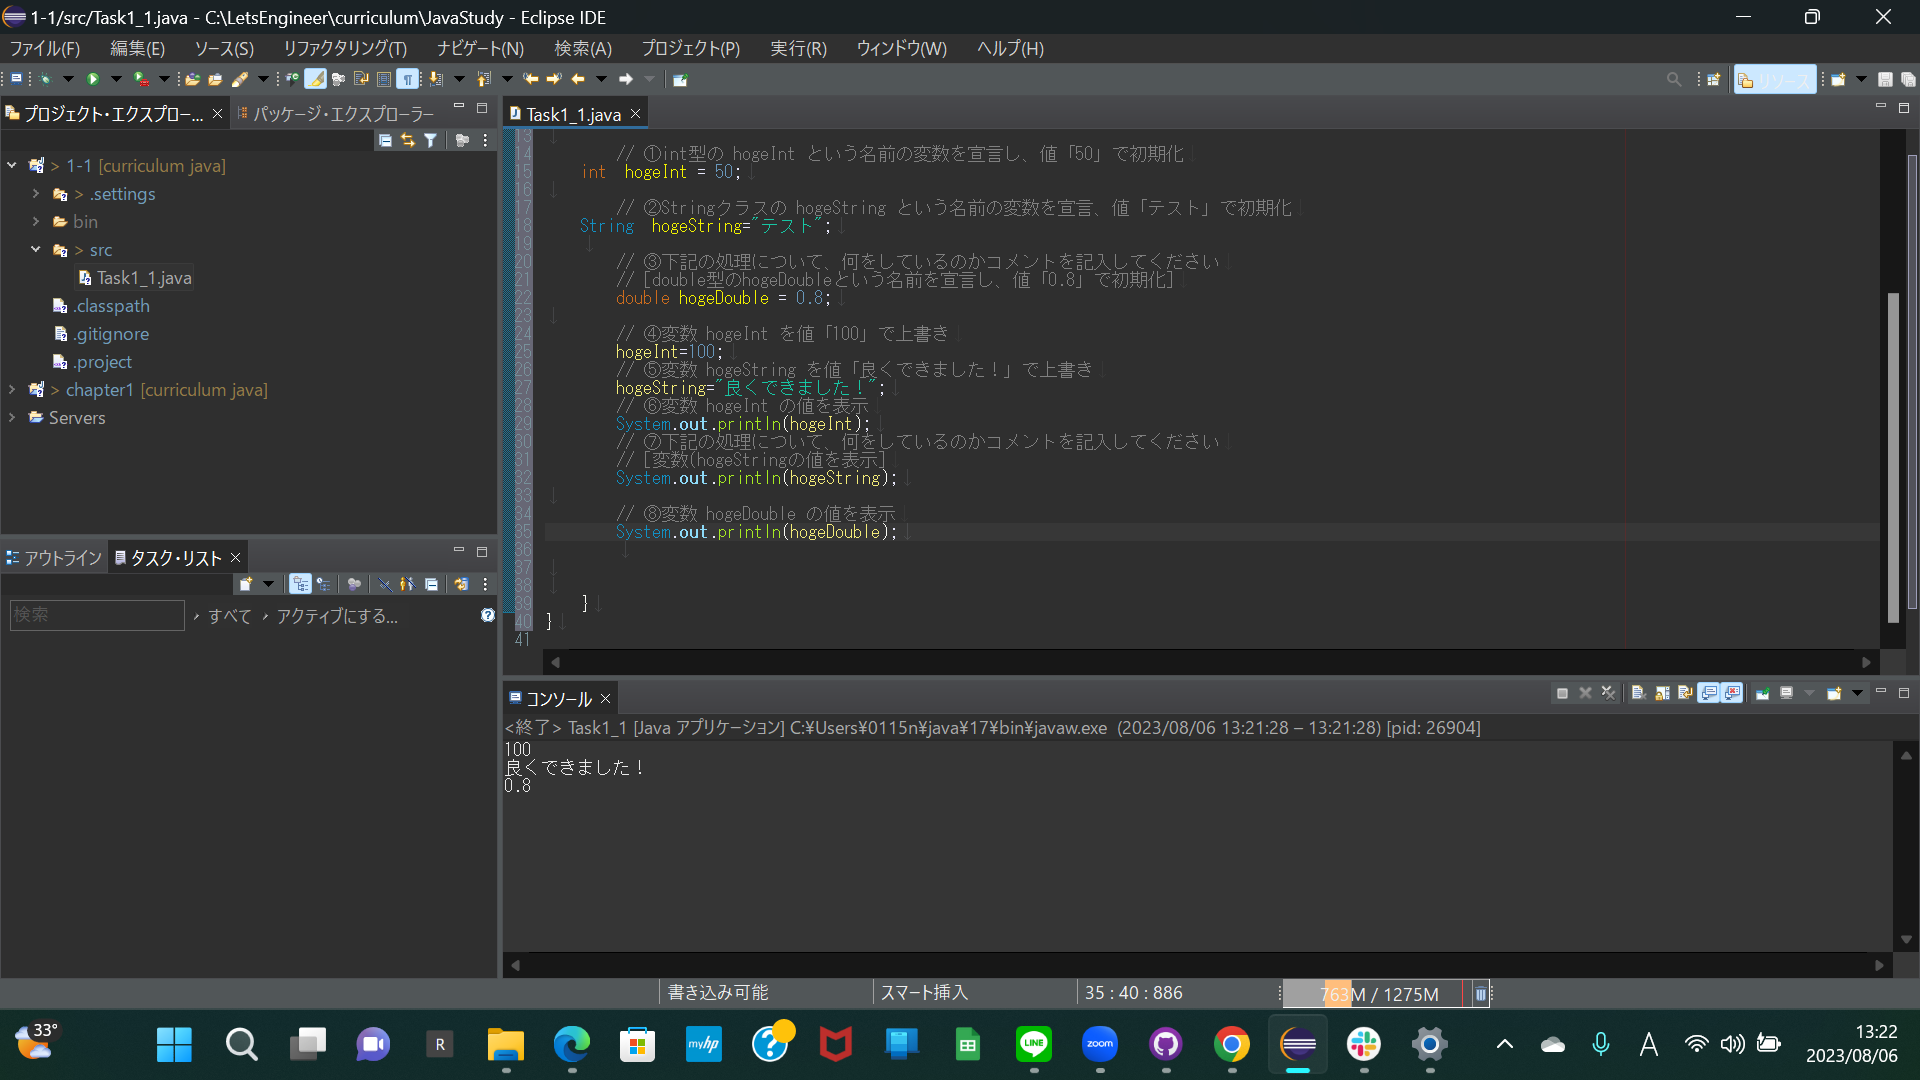 1-1/src/Task1_1.java - C:\LetsEngineer\curriculum\JavaStudy - Eclipse IDE
ファイル(F) 編集(E) ソース(S) リファクタリング(T) ナビゲート(N) 検索(A) プロジェクト(P) 実行(R) ウィンドウ(W) ヘルプ(H)
リソース
プロジェクト・エクスプロー...
パッケージ・エクスプローラー
> 1-1 [curriculum java]
> .settings
bin
> src
Task1_1.java
.classpath
.gitignore
.project
> chapter1 [curriculum java]
Servers
アウトライン
タスク・リスト
検索
すべて
アクティブにする...
Task1_1.java
13
14 // ①int型の hogeInt という名前の変数を宣言し、値「50」で初期化
15 int hogeInt = 50;
16
17 // ②Stringクラスの hogeString という名前の変数を宣言、値「テスト」で初期化
18 String hogeString="テスト";
19
20 // ③下記の処理について、何をしているのかコメントを記入してください
21 // [double型のhogeDoubleという名前を宣言し、値「0.8」で初期化]
22 double hogeDouble = 0.8;
23
24 // ④変数 hogeInt を値「100」で上書き
25 hogeInt=100;
26 // ⑤変数 hogeString を値「良くできました！」で上書き
27 hogeString="良くできました！";
28 // ⑥変数 hogeInt の値を表示
29 System.out.println(hogeInt);
30 // ⑦下記の処理について、何をしているのかコメントを記入してください
31 // [変数(hogeStringの値を表示]
32 System.out.println(hogeString);
33
34 // ⑧変数 hogeDouble の値を表示
35 System.out.println(hogeDouble);
36
37
38
39 }
40 }
41
コンソール
<終了> Task1_1 [Java アプリケーション] C:¥Users¥0115n¥java¥17¥bin¥javaw.exe (2023/08/06 13:21:28 – 13:21:28) [pid: 26904]
100
良くできました！
0.8
書き込み可能
スマート挿入
35 : 40 : 886
763M / 1275M
33°
R
myhp
LINE
zoom
A
13:22
2023/08/06